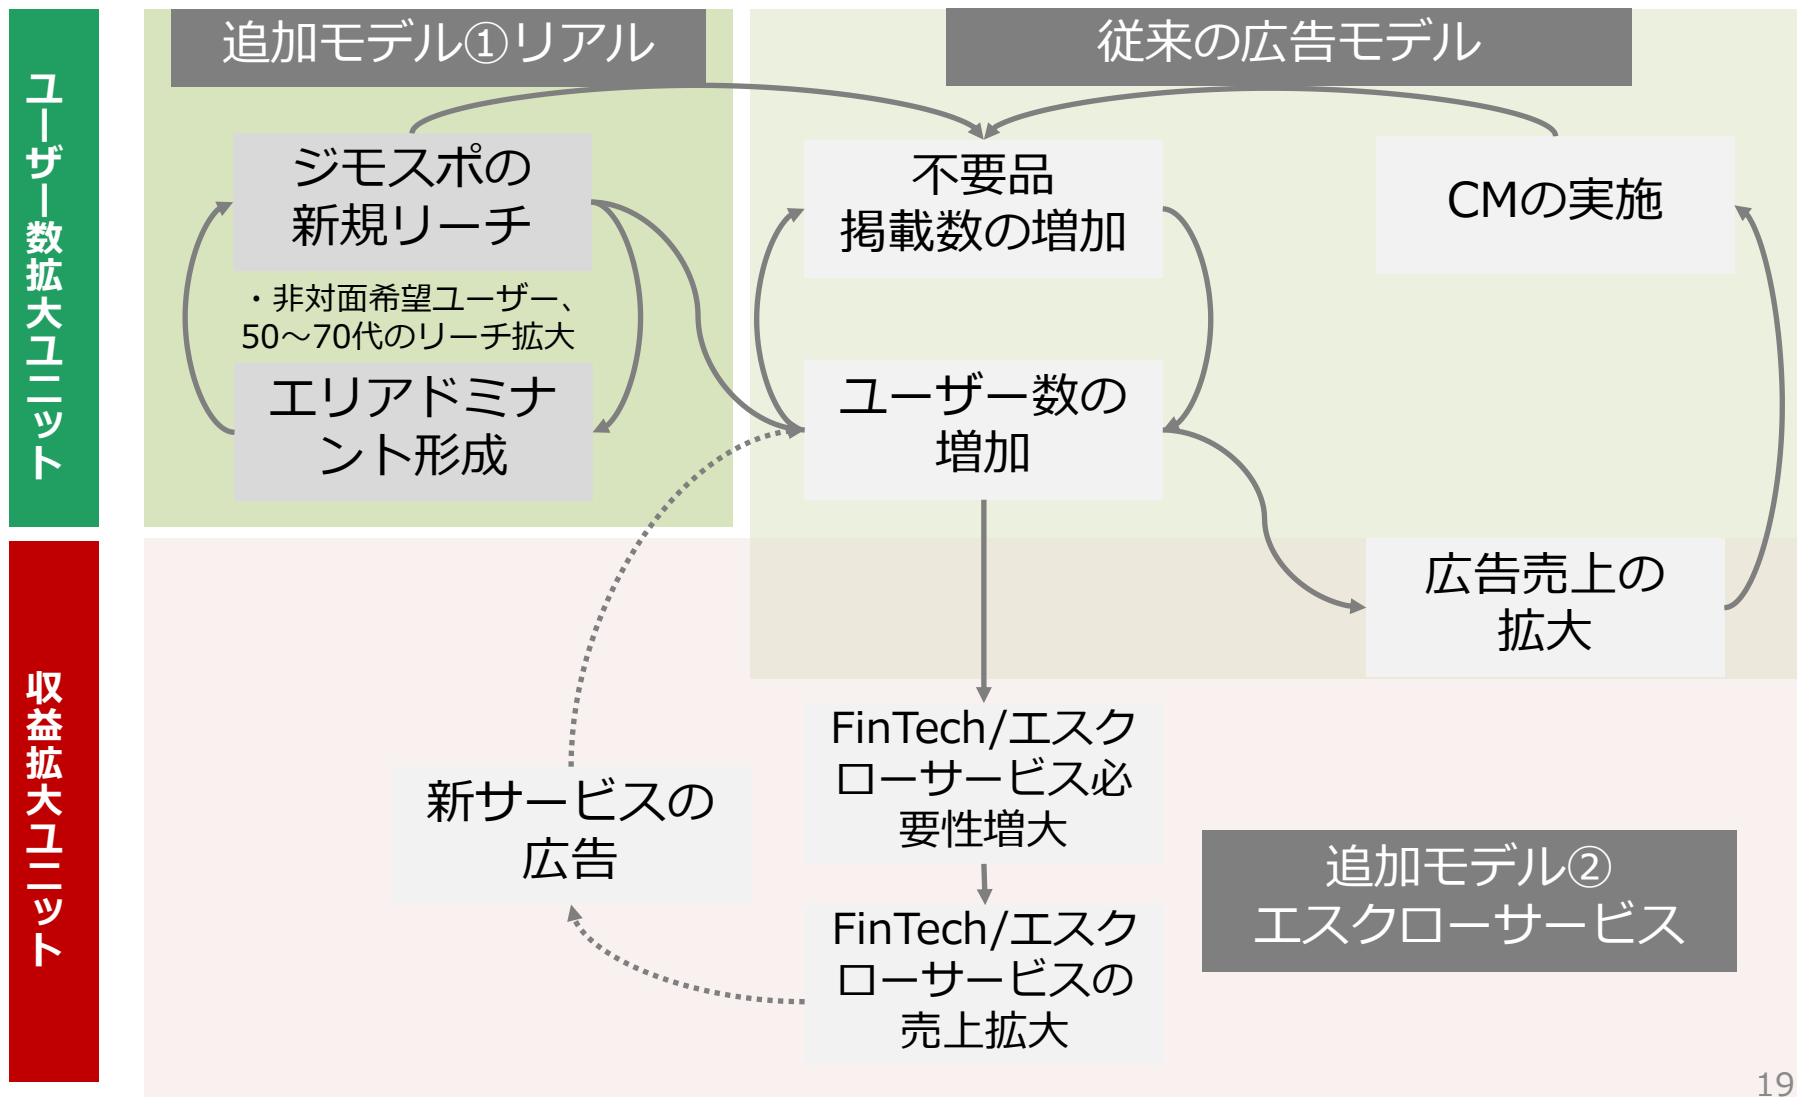 ユーザー数拡大ユニット
追加モデル①リアル
従来の広告モデル
ジモスポの
新規リーチ
不要品
掲載数の増加
CMの実施
・非対面希望ユーザー、
50～70代のリーチ拡大
エリアドミナ
ント形成
ユーザー数の
増加
収益拡大ユニット
広告売上の
拡大
FinTech/エスク
ローサービス必
要性増大
新サービスの
広告
追加モデル②
エスクローサービス
FinTech/エスク
ローサービスの
売上拡大
19